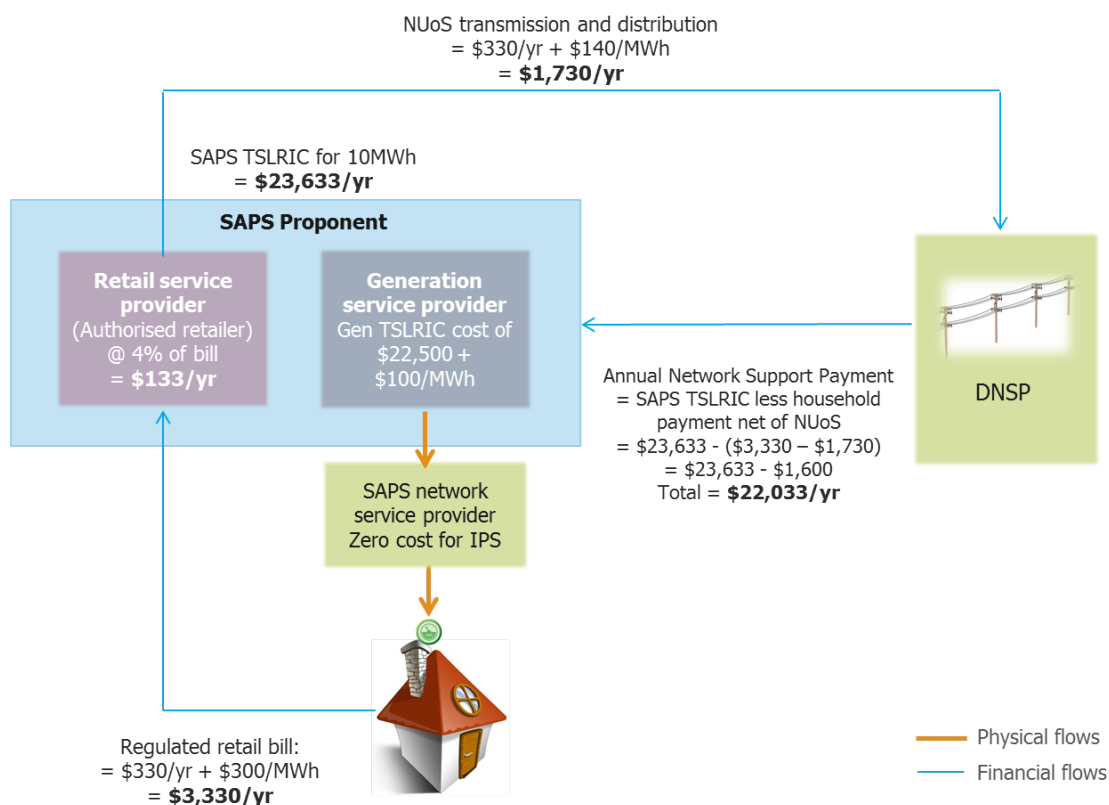 NUoS transmission and distribution
= $330/yr + $140/MWh
= $1,730/yr
SAPS TSLRIC for 10MWh
= $23,633/yr
SAPS Proponent
Retail service
provider
(Authorised retailer)
@ 4% of bill
= $133/yr
Generation
service provider
Gen TSLRIC cost of
$22,500 +
$100/MWh
DNSP
Annual Network Support Payment
= SAPS TSLRIC less household
payment net of NUoS
= $23,633 - ($3,330 – $1,730)
= $23,633 - $1,600
Total = $22,033/yr
SAPS network
service provider
Zero cost for IPS
Regulated retail bill:
= $330/yr + $300/MWh
= $3,330/yr
Physical flows
Financial flows